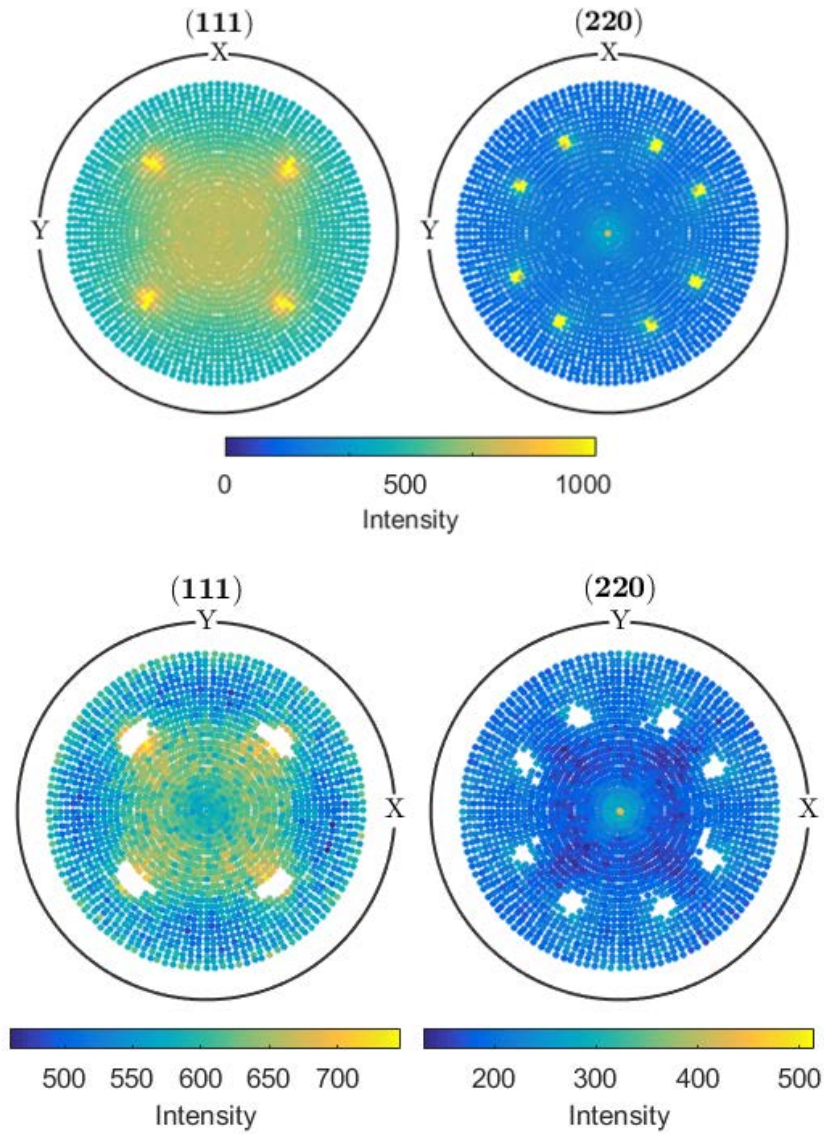 (111) (220)
X X
Y Y
0 500 1000
Intensity
(111) (220)
Y Y
X X
500 550 600 650 700 200 300 400 500
Intensity Intensity